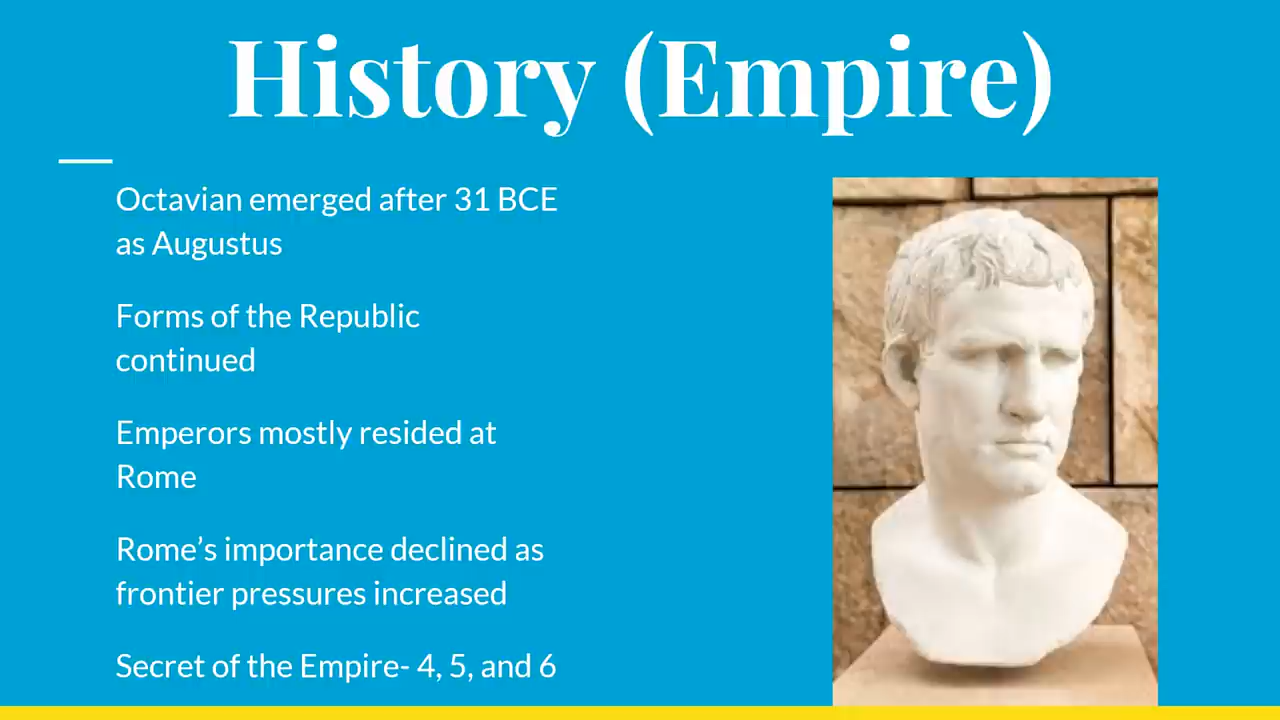 History (Empire)
Octavian emerged after 31 BCE
as Augustus
Forms of the Republic
continued
Emperors mostly resided at
Rome
Rome’s importance declined as
frontier pressures increased
Secret of the Empire- 4, 5, and 6